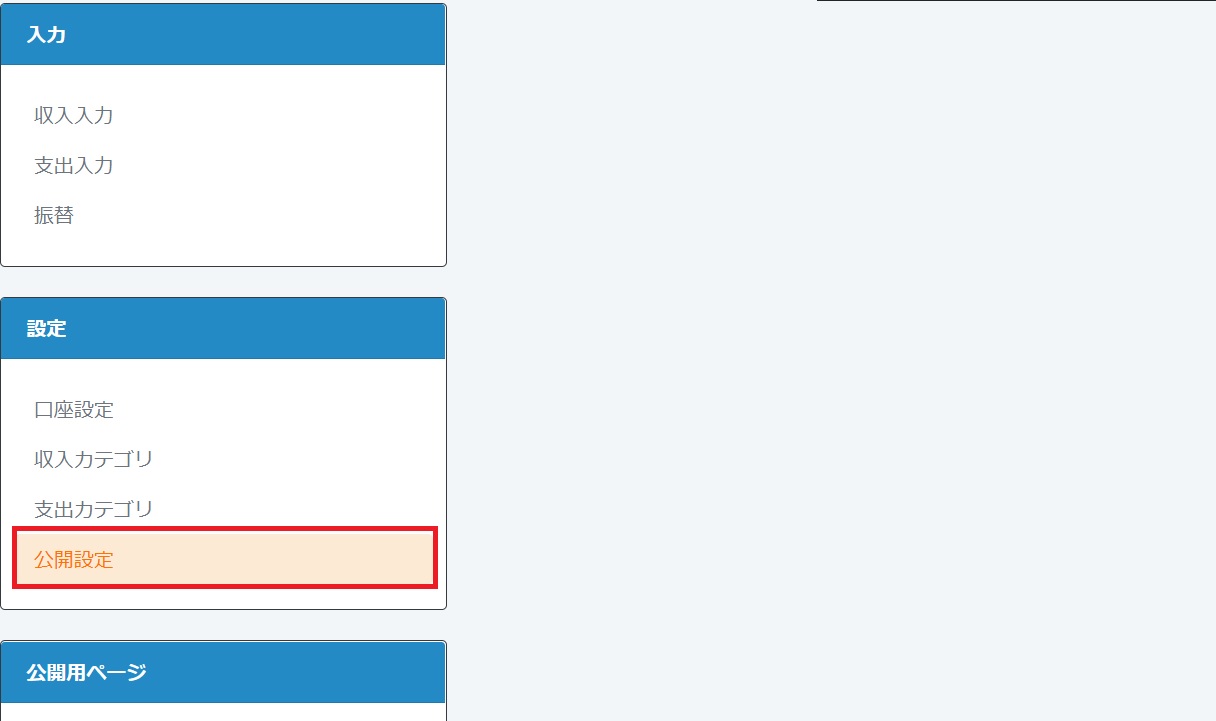 入力
収入入力
支出入力
振替
設定
口座設定
収入カテゴリ
支出カテゴリ
公開設定
公開用ページ